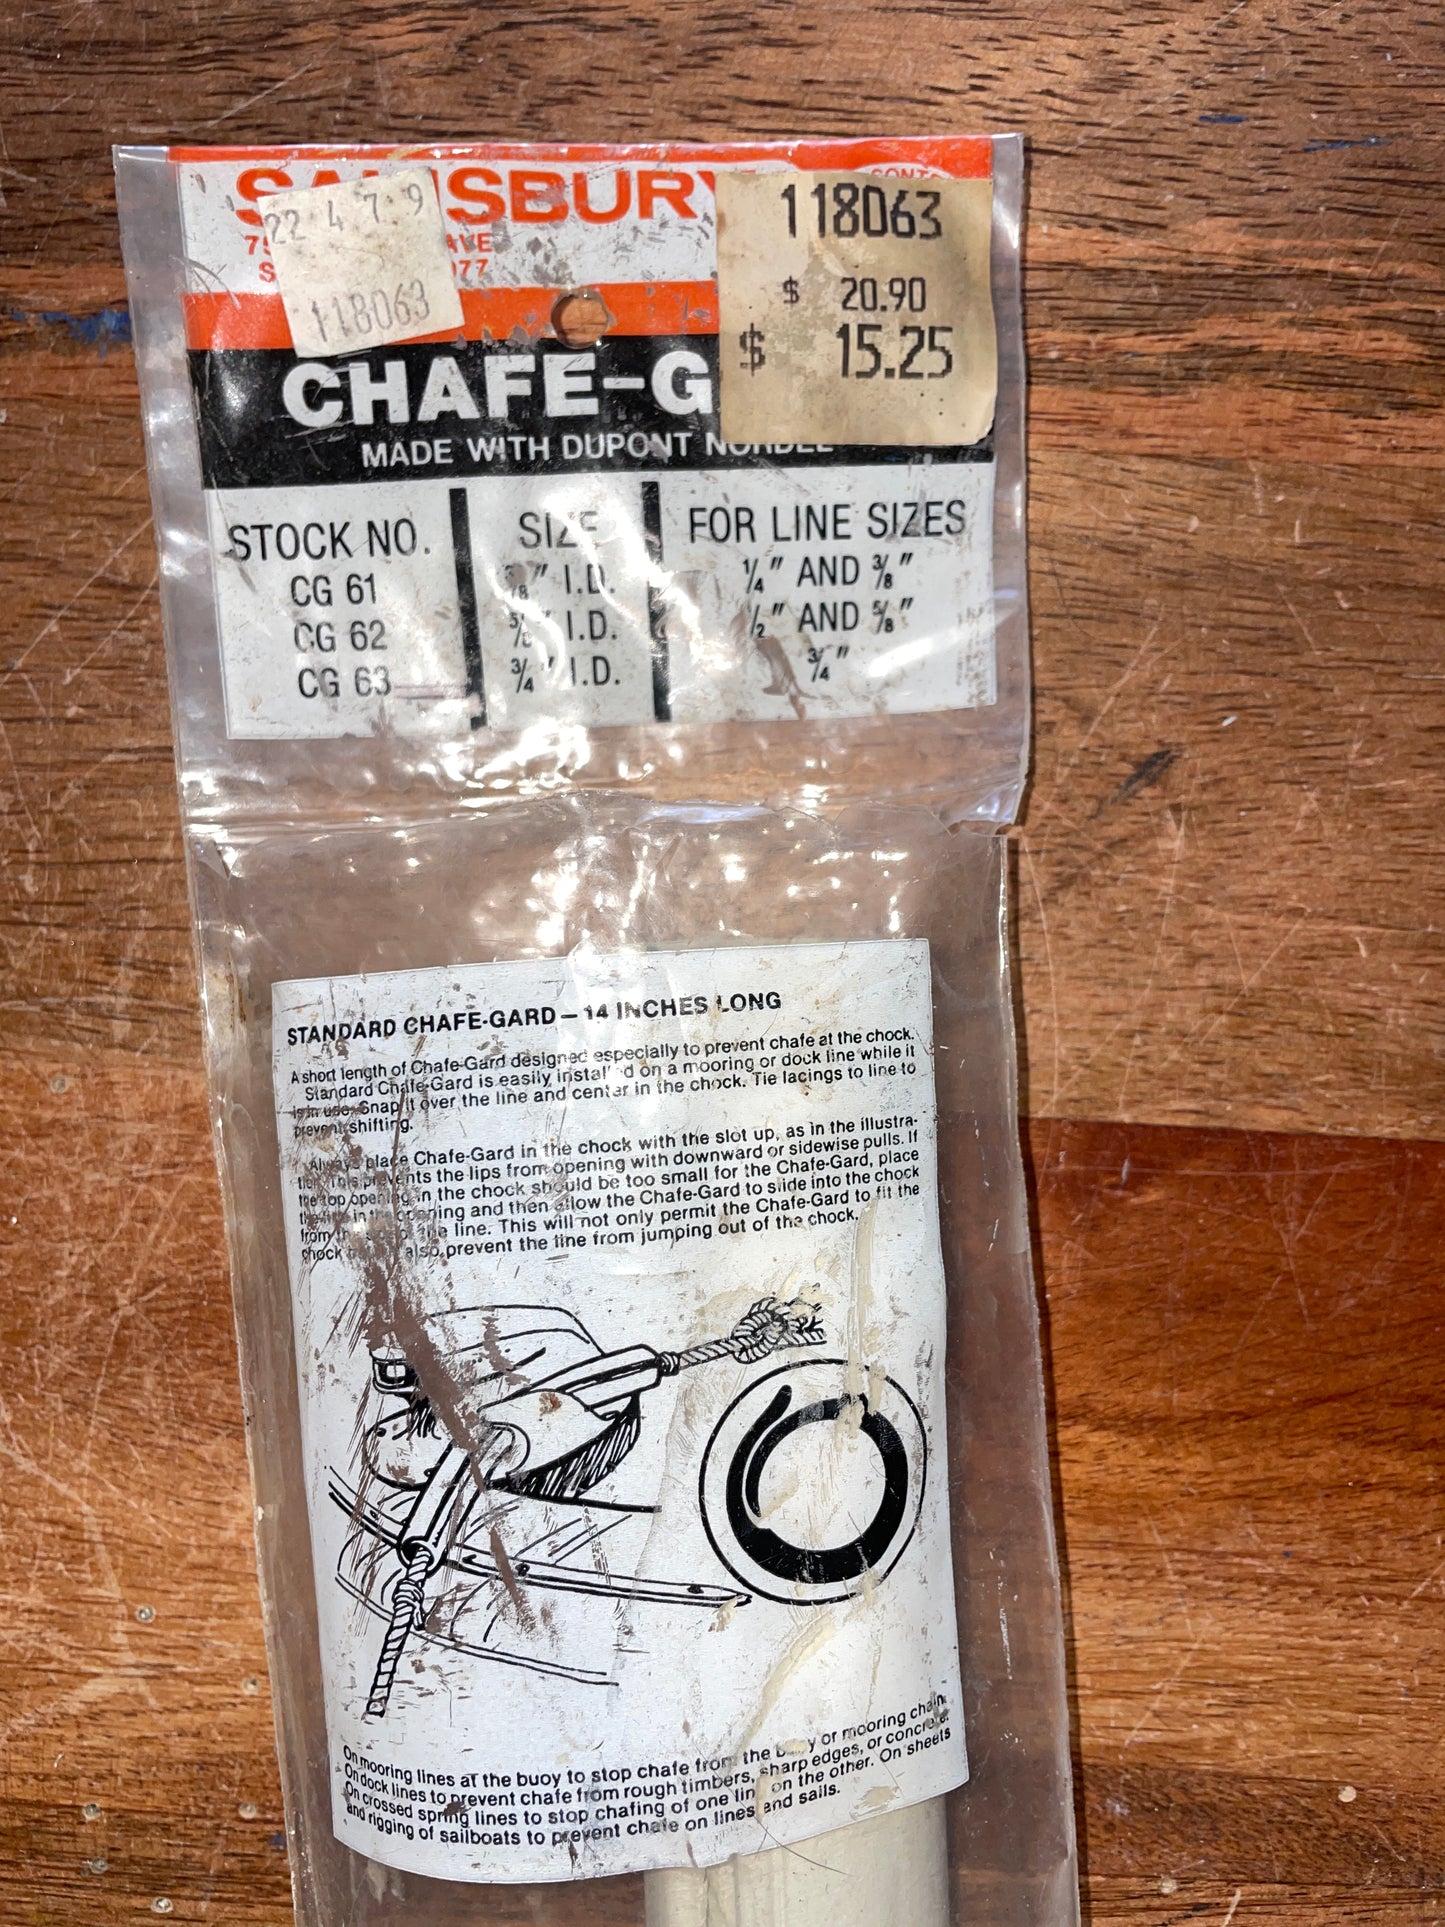 SAINSBURY
CONT
22 4 7 9
118063
AVE
077
118063
$ 20.90
$ 15.25
CHAFE-G
MADE WITH DUPONT NORDEL
STOCK NO. SIZE FOR LINE SIZES
CG 61 3/8" I.D. 1/4" AND 3/8"
CG 62 5/8" I.D. 1/2" AND 5/8"
CG 63 3/4" I.D. 3/4"
STANDARD CHAFE-GARD — 14 INCHES LONG
A short length of Chafe-Gard designed especially to prevent chafe at the chock.
Standard Chafe-Gard is easily installed on a mooring or dock line while it
is in use. Snap it over the line and center in the chock. Tie lacings to line to
prevent shifting.
Always place Chafe-Gard in the chock with the slot up, as in the illustra-
tion. This prevents the lips from opening with downward or sidewise pulls. If
the top opening in the chock should be too small for the Chafe-Gard, place
the line in the opening and then allow the Chafe-Gard to slide into the chock
from the side of the line. This will not only permit the Chafe-Gard to fit the
chock also prevent the line from jumping out of the chock.
On mooring lines at the buoy to stop chafe from the buoy or mooring chain.
On dock lines to prevent chafe from rough timbers, sharp edges, or concrete.
On crossed spring lines to stop chafing of one line on the other. On sheets
and rigging of sailboats to prevent chafe on lines and sails.